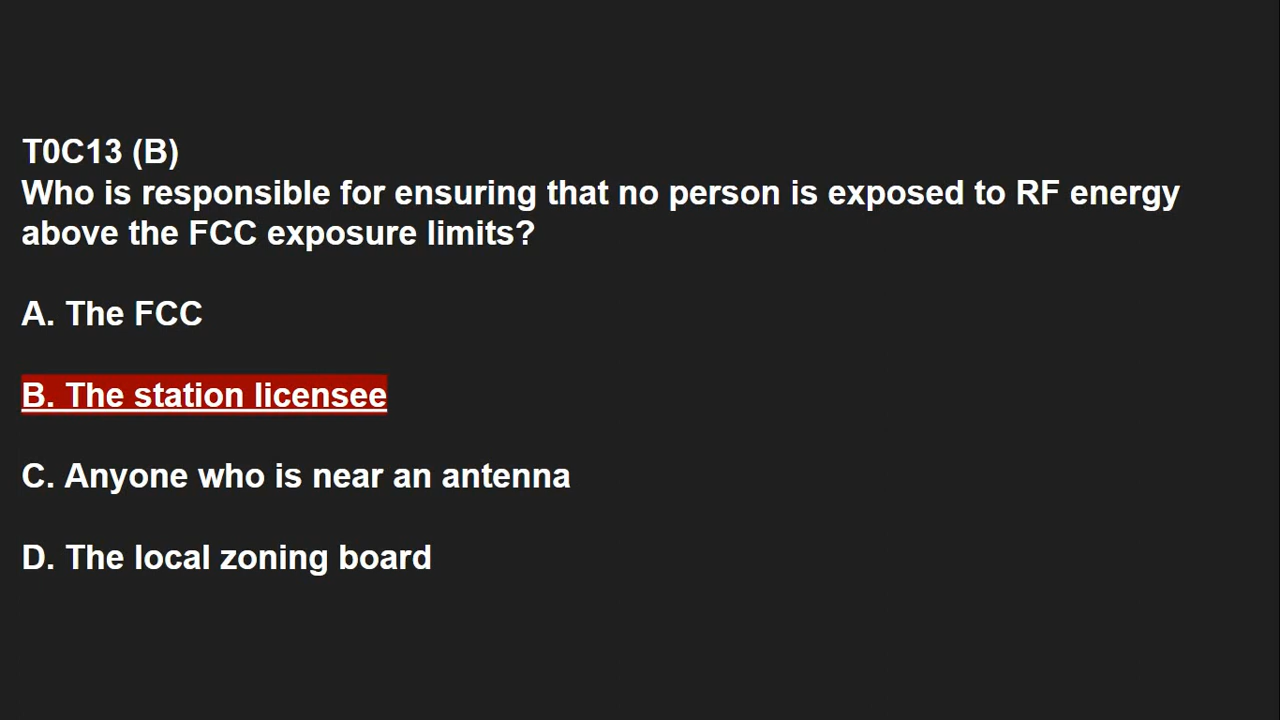 T0C13 (B)
Who is responsible for ensuring that no person is exposed to RF energy
above the FCC exposure limits?
A. The FCC
B. The station licensee
C. Anyone who is near an antenna
D. The local zoning board